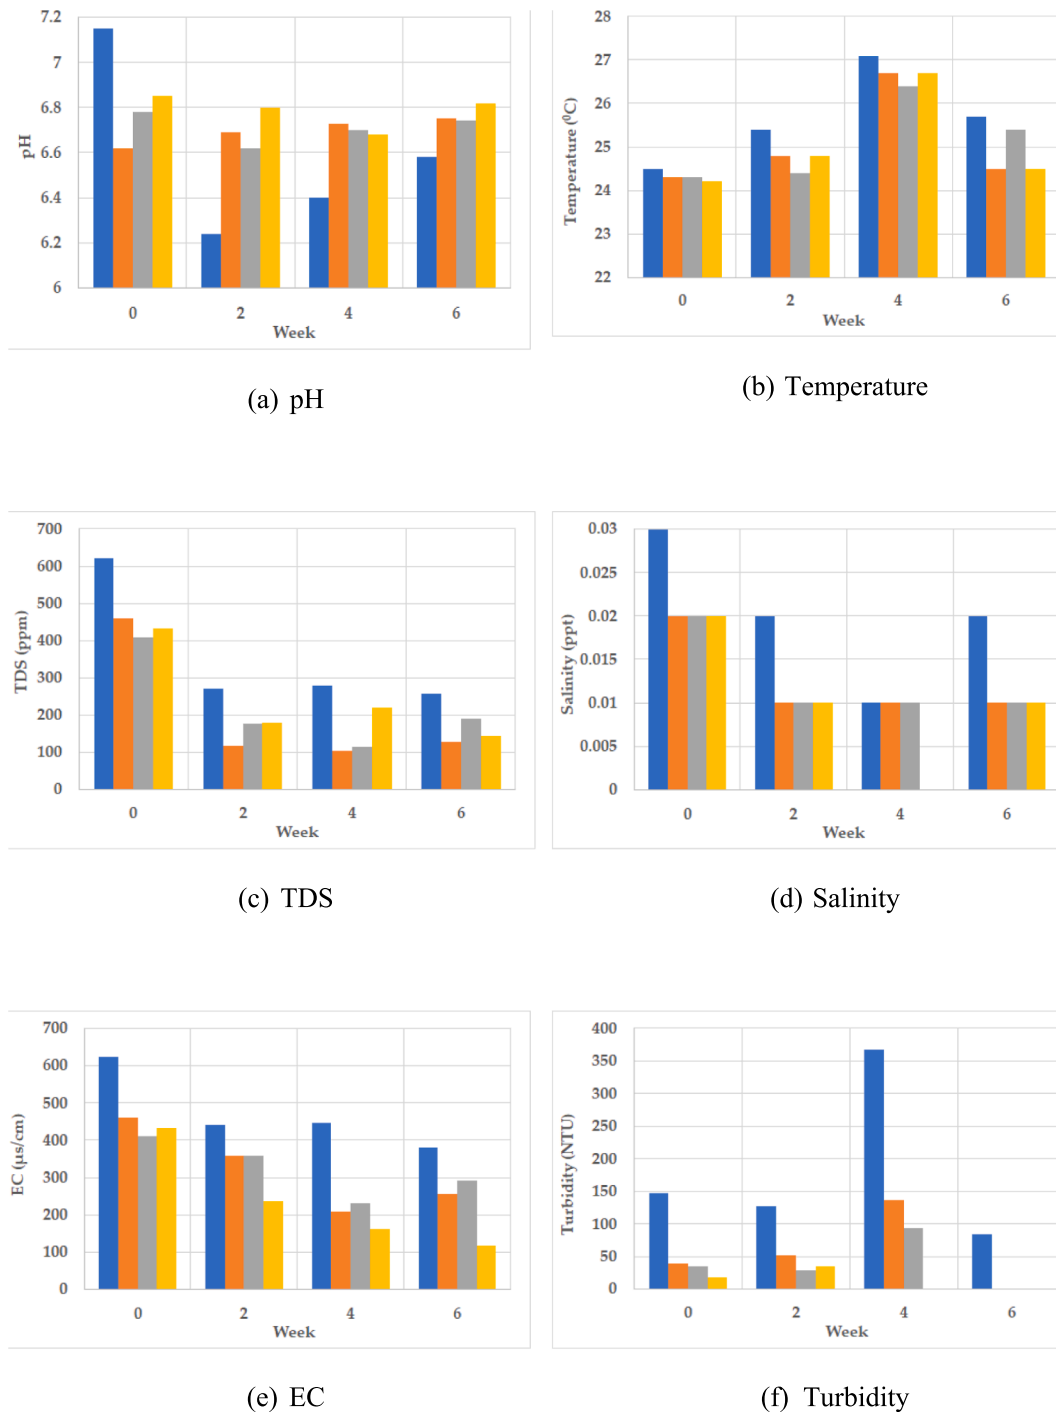 7.2
7
6.8
6.6
6.4
6.2
6
pH
0 2 4 6
Week
(a) pH
28
27
26
25
24
23
22
Temperature (⁰C)
0 2 4 6
Week
(b) Temperature
700
600
500
400
300
200
100
0
TDS (ppm)
0 2 4 6
Week
(c) TDS
0.03
0.025
0.02
0.015
0.01
0.005
0
Salinity (ppt)
0 2 4 6
Week
(d) Salinity
700
600
500
400
300
200
100
0
EC (µs/cm)
0 2 4 6
Week
(e) EC
400
350
300
250
200
150
100
50
0
Turbidity (NTU)
0 2 4 6
Week
(f) Turbidity